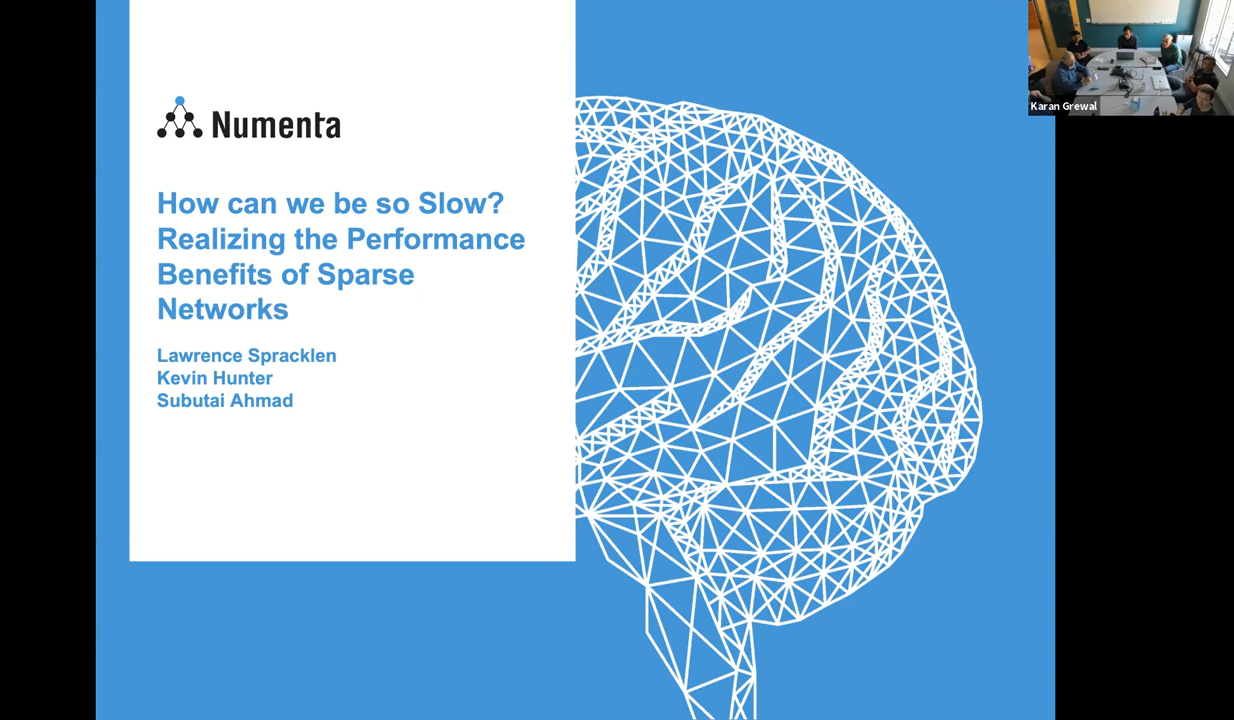 Numenta
How can we be so Slow?
Realizing the Performance
Benefits of Sparse
Networks
Lawrence Spracklen
Kevin Hunter
Subutai Ahmad
Karan Grewal